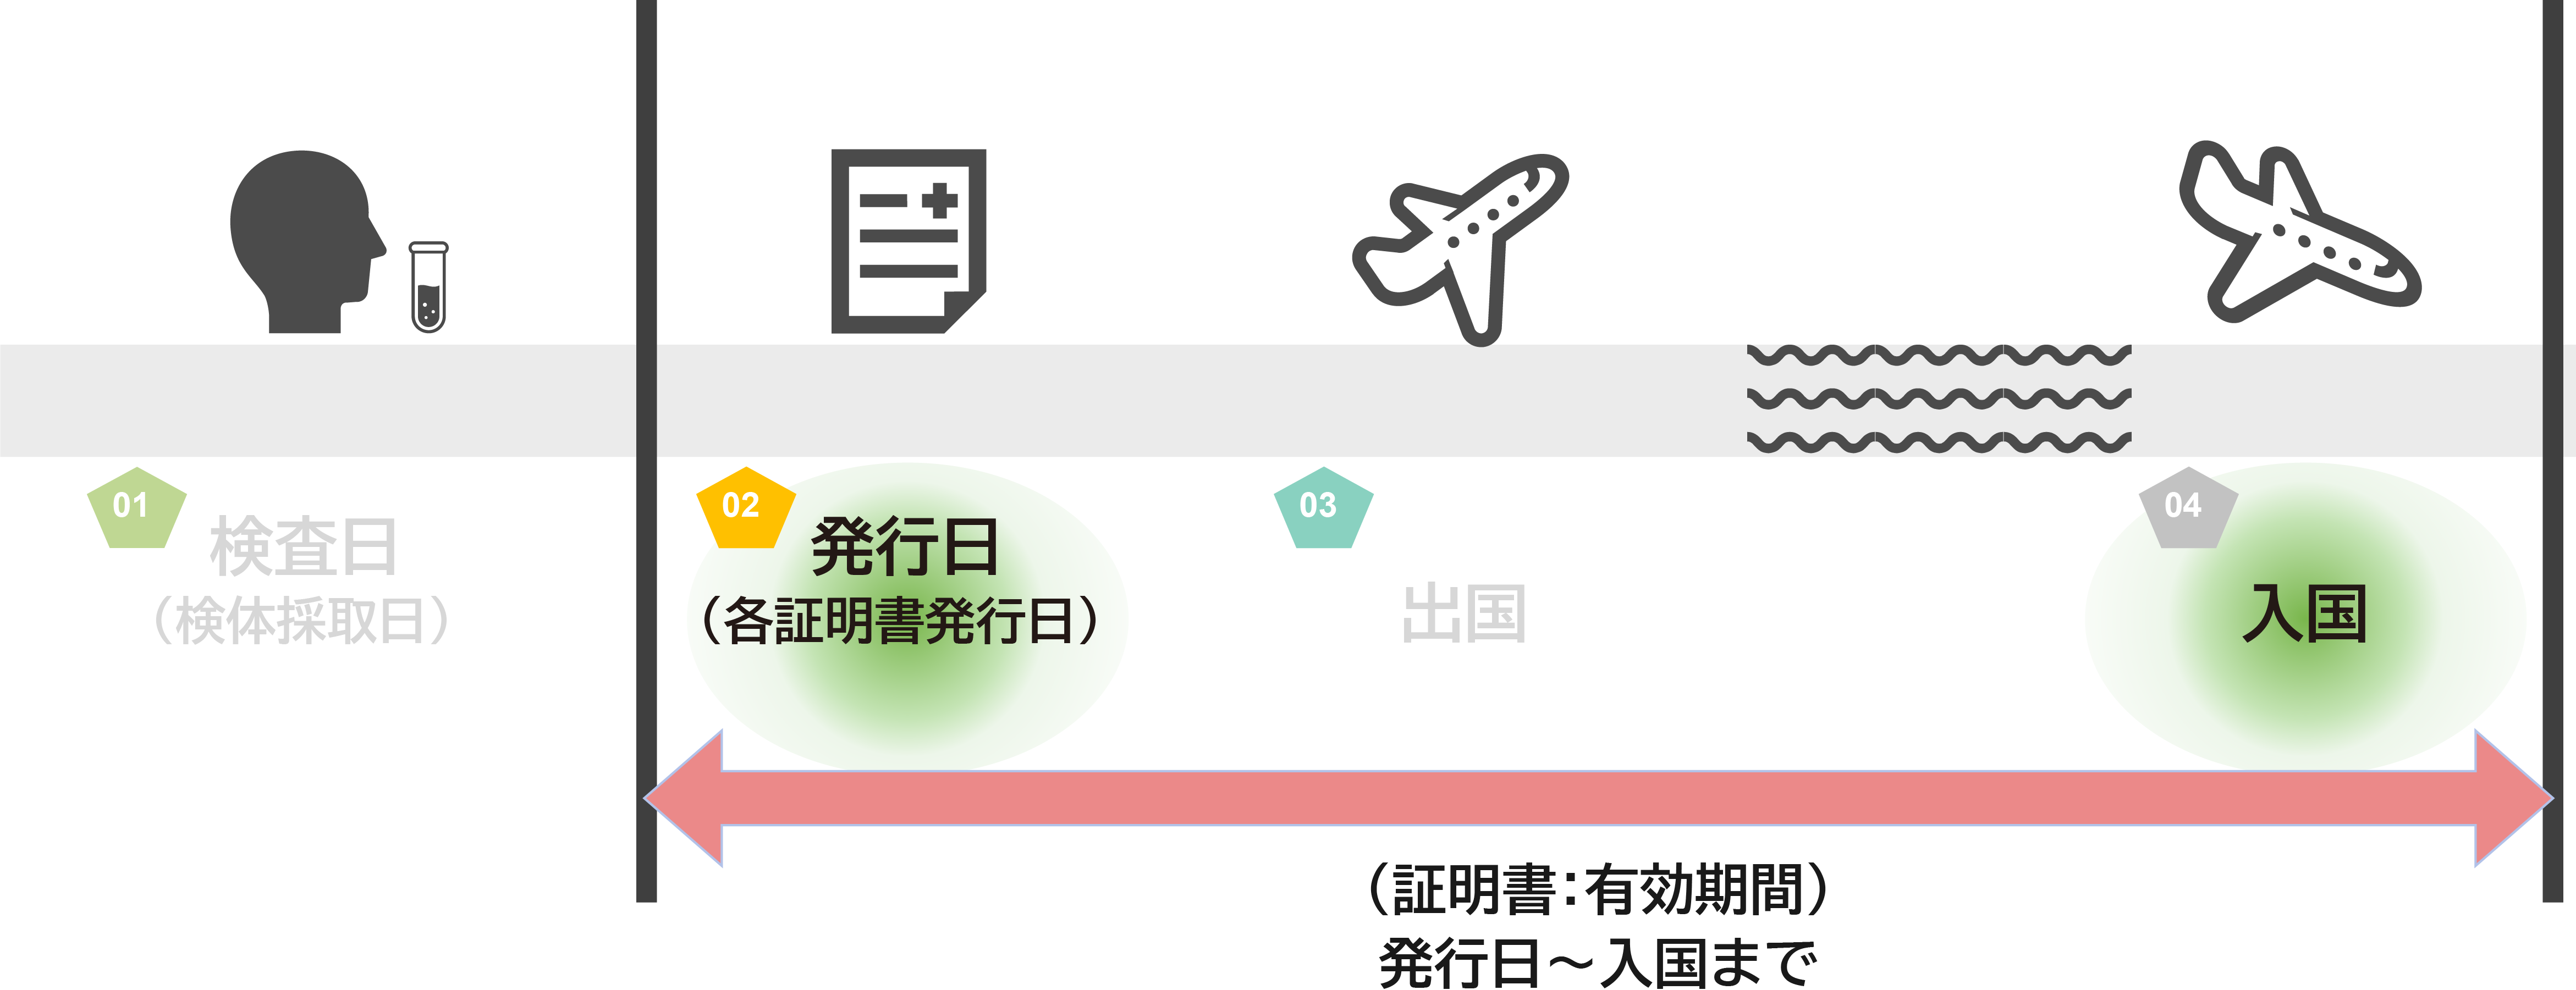 01
検査日
（検体採取日）
02
発行日
（各証明書発行日）
03
出国
04
入国
（証明書：有効期間）
発行日～入国まで